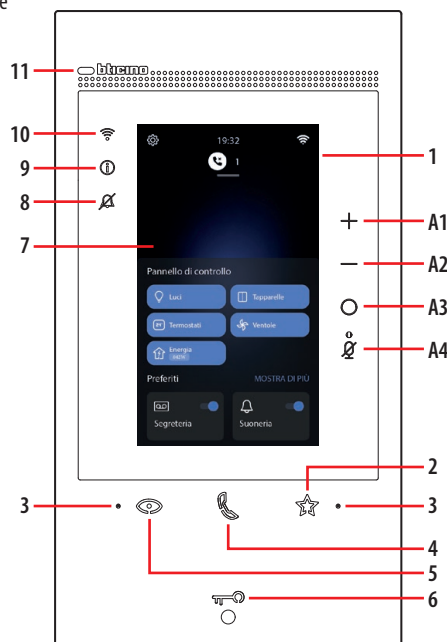 e
11
bticino
10
19:32
1
1
9
8
A1
7
A2
Pannello di controllo
Luci
Tapparelle
A3
Termostati
Ventole
A4
Energia
Preferiti
MOSTRA DI PIÙ
Segreteria
Suoneria
2
3
3
4
5
6